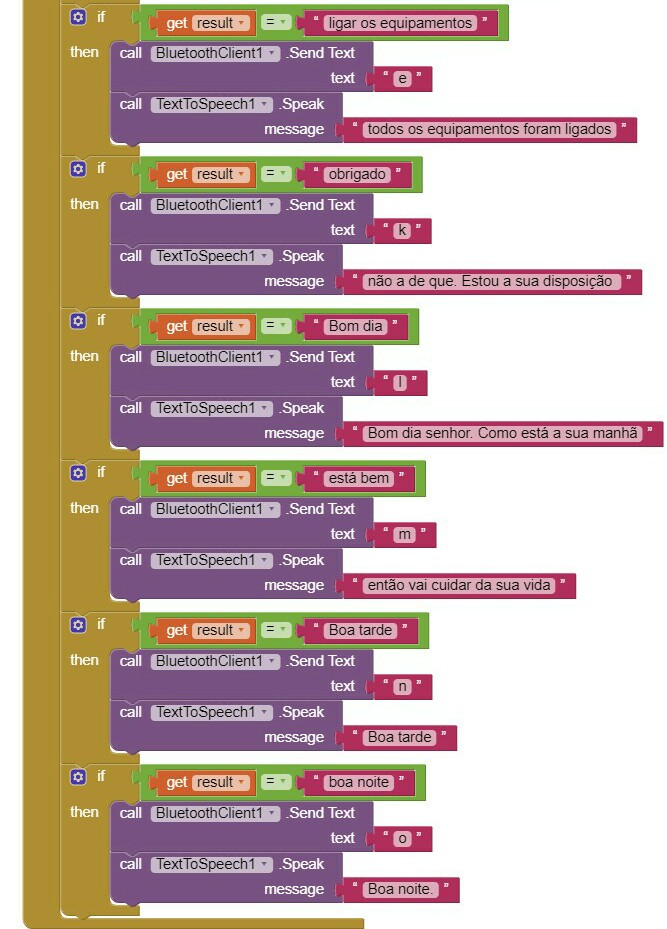 if get result = " ligar os equipamentos "
then call BluetoothClient1 .Send Text
text " e "
call TextToSpeech1 .Speak
message " todos os equipamentos foram ligados "
if get result = " obrigado "
then call BluetoothClient1 .Send Text
text " k "
call TextToSpeech1 .Speak
message " não a de que. Estou a sua disposição "
if get result = " Bom dia "
then call BluetoothClient1 .Send Text
text " l "
call TextToSpeech1 .Speak
message " Bom dia senhor. Como está a sua manhã "
if get result = " está bem "
then call BluetoothClient1 .Send Text
text " m "
call TextToSpeech1 .Speak
message " então vai cuidar da sua vida "
if get result = " Boa tarde "
then call BluetoothClient1 .Send Text
text " n "
call TextToSpeech1 .Speak
message " Boa tarde "
if get result = " boa noite "
then call BluetoothClient1 .Send Text
text " o "
call TextToSpeech1 .Speak
message " Boa noite. "